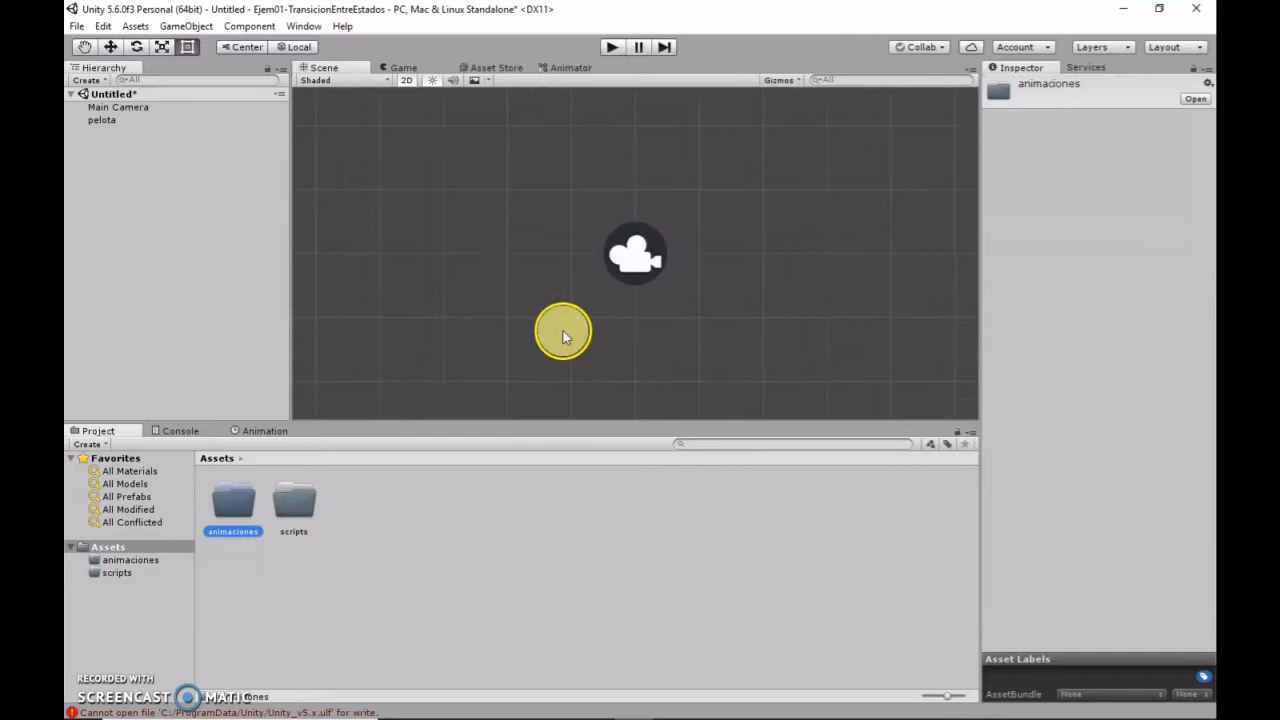 Unity 5.6.0f3 Personal (64bit) - Untitled - Ejem01-TransicionEntreEstados - PC, Mac & Linux Standalone* <DX11>
File Edit Assets GameObject Component Window Help
Center Local Collab Account Layers Layout
Hierarchy Scene Game Asset Store Animator Inspector Services
Create All Shaded 2D Gizmos All animaciones
Untitled* Open
Main Camera
pelota
Project Console Animation
Create
Favorites Assets
All Materials
All Models
All Prefabs
All Modified
All Conflicted
animaciones scripts
Assets
animaciones
scripts
Asset Labels
RECORDED WITH
SCREENCAST MATIC
AssetBundle None None
Cannot open file 'C:/ProgramData/Unity/Unity_v5.x.ulf' for write.